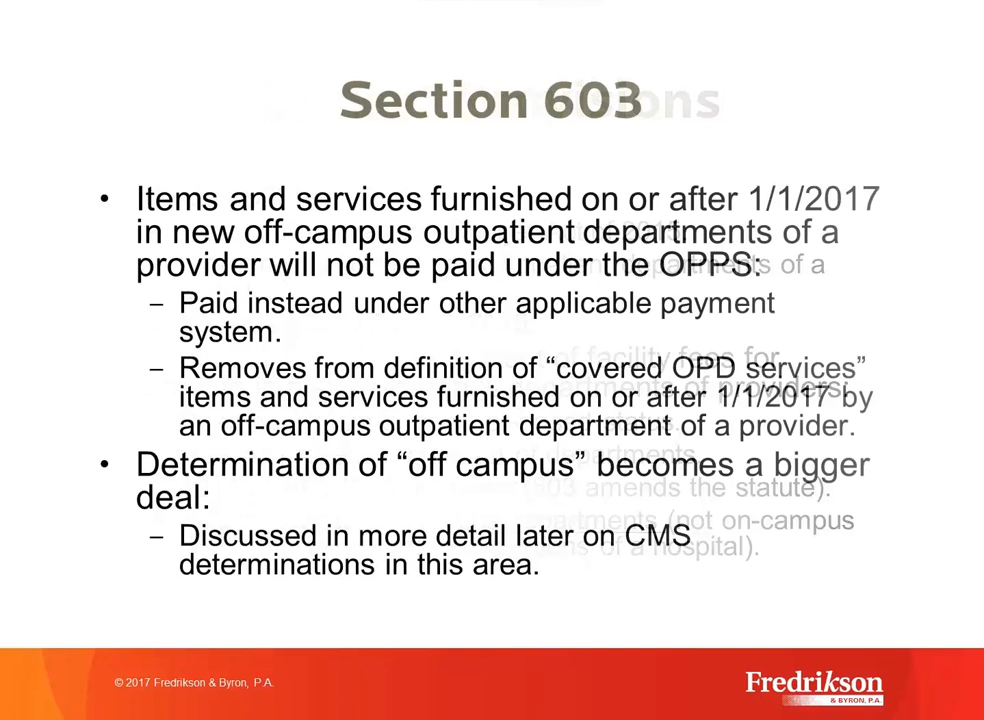 Section 603
• Items and services furnished on or after 1/1/2017
in new off-campus outpatient departments of a
provider will not be paid under the OPPS:
– Paid instead under other applicable payment
system.
– Removes from definition of “covered OPD services”
items and services furnished on or after 1/1/2017 by
an off-campus outpatient department of a provider.
• Determination of “off campus” becomes a bigger
deal:
– Discussed in more detail later on CMS
determinations in this area.
© 2017 Fredrikson & Byron, P.A.
Fredrikson
& BYRON, P.A.